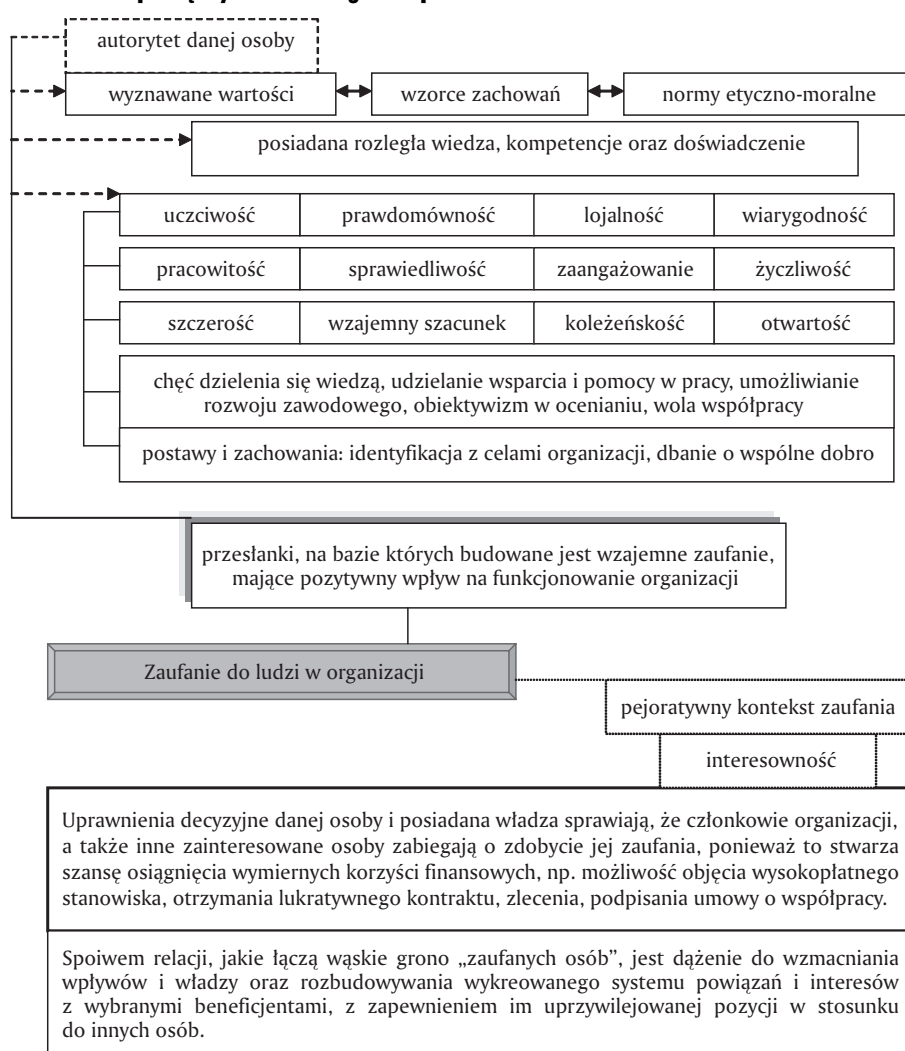 autorytet danej osoby
wyznawane wartości
wzorce zachowań
normy etyczno-moralne
posiadana rozległa wiedza, kompetencje oraz doświadczenie
uczciwość
prawdomówność
lojalność
wiarygodność
pracowitość
sprawiedliwość
zaangażowanie
życzliwość
szczerość
wzajemny szacunek
koleżeńskość
otwartość
chęć dzielenia się wiedzą, udzielanie wsparcia i pomocy w pracy, umożliwianie
rozwoju zawodowego, obiektywizm w ocenianiu, wola współpracy
postawy i zachowania: identyfikacja z celami organizacji, dbanie o wspólne dobro
przesłanki, na bazie których budowane jest wzajemne zaufanie,
mające pozytywny wpływ na funkcjonowanie organizacji
Zaufanie do ludzi w organizacji
pejoratywny kontekst zaufania
interesowność
Uprawnienia decyzyjne danej osoby i posiadana władza sprawiają, że członkowie organizacji,
a także inne zainteresowane osoby zabiegają o zdobycie jej zaufania, ponieważ to stwarza
szansę osiągnięcia wymiernych korzyści finansowych, np. możliwość objęcia wysokopłatnego
stanowiska, otrzymania lukratywnego kontraktu, zlecenia, podpisania umowy o współpracy.
Spoiwem relacji, jakie łączą wąskie grono „zaufanych osób”, jest dążenie do wzmacniania
wpływów i władzy oraz rozbudowywania wykreowanego systemu powiązań i interesów
z wybranymi beneficjentami, z zapewnieniem im uprzywilejowanej pozycji w stosunku
do innych osób.